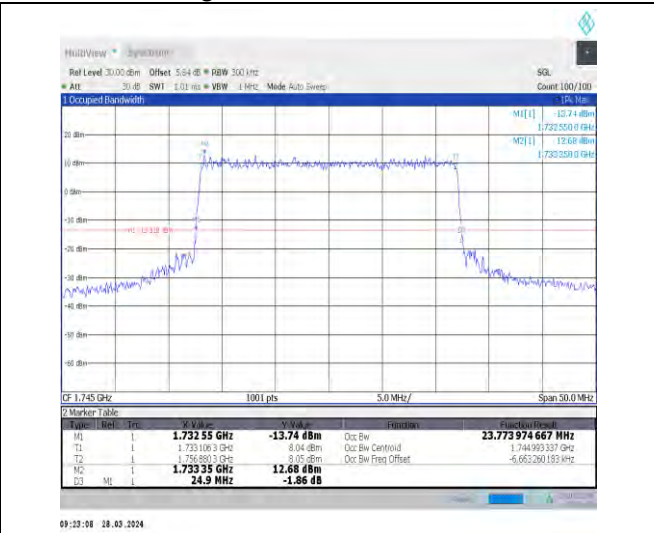 MultiView Spectrum
Ref Level 30.00 dBm Offset 5.84 dB RBW 300 kHz SGL
Att 30 dB SWT 1.01 ms VBW 1 MHz Mode Auto Sweep Count 100/100
1 Occupied Bandwidth 1Pk Max
M1[1] -13.74 dBm
1.7325500 GHz
M2[1] 12.68 dBm
1.7333500 GHz
20 dBm
10 dBm
0 dBm
-10 dBm
-20 dBm
-30 dBm
-40 dBm
-50 dBm
-60 dBm
CF 1.745 GHz 1001 pts 5.0 MHz/ Span 50.0 MHz
2 Marker Table
Type Ref Trc X-Value Y-Value Function Function Result
M1 1 1.732 55 GHz -13.74 dBm Occ Bw 23.773 974 667 MHz
T1 1 1.733 106 3 GHz 8.04 dBm Occ Bw Centroid 1.744 993 337 GHz
T2 1 1.756 880 3 GHz 8.05 dBm Occ Bw Freq Offset -6.663 260 183 kHz
M2 1 1.733 35 GHz 12.68 dBm
D3 M1 1 24.9 MHz -1.86 dB
09:23:08 28.03.2024